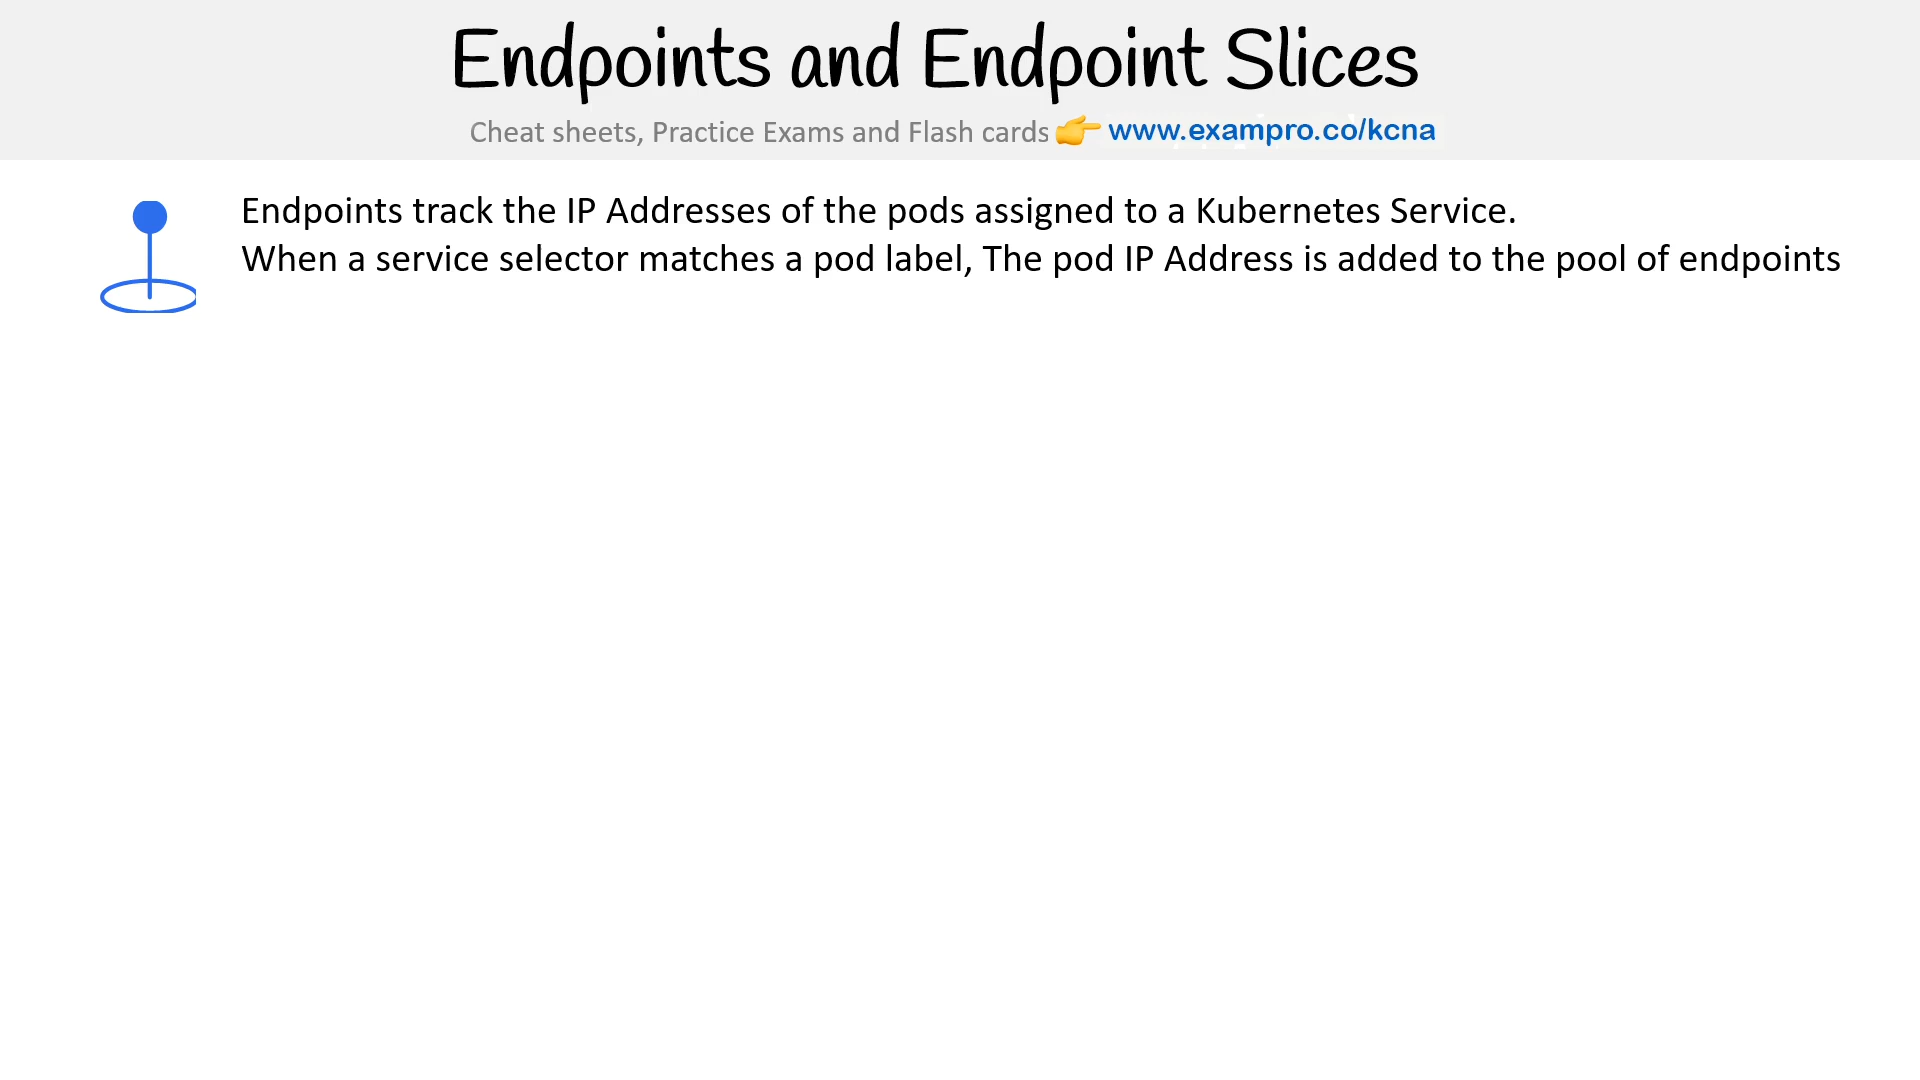 Endpoints and Endpoint Slices
Cheat sheets, Practice Exams and Flash cards 👉 www.exampro.co/kcna
Endpoints track the IP Addresses of the pods assigned to a Kubernetes Service.
When a service selector matches a pod label, The pod IP Address is added to the pool of endpoints